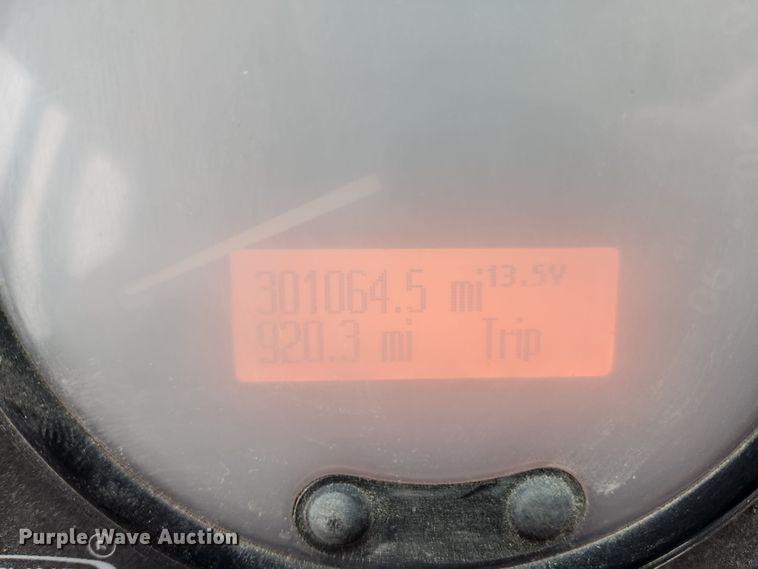 301064.5 mi 13.5V
920.3 mi Trip
Purple Wave Auction®